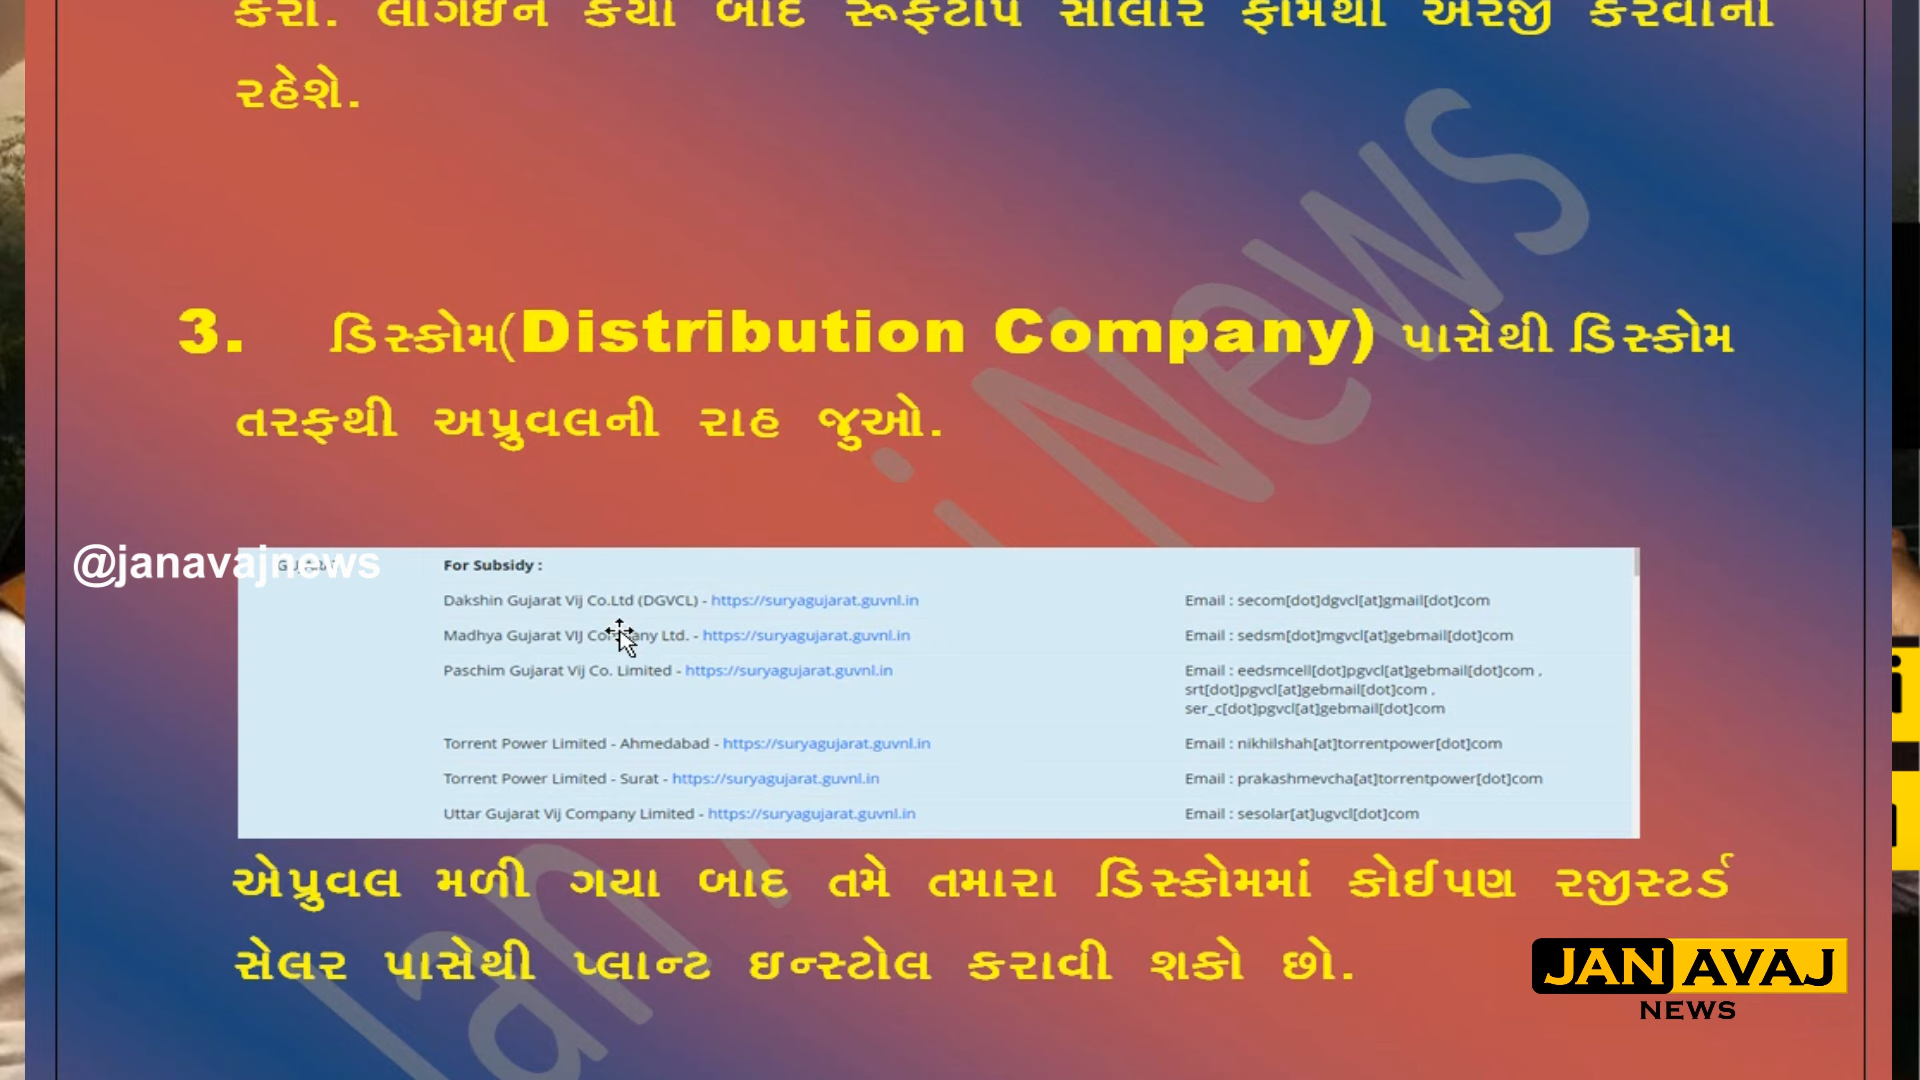 કરો. લોગઇન કર્યા બાદ રૂફટોપ સોલાર ફોર્મથી અરજી કરવાની
રહેશે.
3. ડિસ્કોમ(Distribution Company) પાસેથી ડિસ્કોમ
તરફથી અપ્રુવલની રાહ જુઓ.
@janavajnews
For Subsidy :
Dakshin Gujarat Vij Co.Ltd (DGVCL) - https://suryagujarat.guvnl.in Email : secom[dot]dgvcl[at]gmail[dot]com
Madhya Gujarat VIJ Company Ltd. - https://suryagujarat.guvnl.in Email : sedsm[dot]mgvcl[at]gebmail[dot]com
Paschim Gujarat Vij Co. Limited - https://suryagujarat.guvnl.in Email : eedsmcell[dot]pgvcl[at]gebmail[dot]com ,
srt[dot]pgvcl[at]gebmail[dot]com ,
ser_c[dot]pgvcl[at]gebmail[dot]com
Torrent Power Limited - Ahmedabad - https://suryagujarat.guvnl.in Email : nikhilshah[at]torrentpower[dot]com
Torrent Power Limited - Surat - https://suryagujarat.guvnl.in Email : prakashmevcha[at]torrentpower[dot]com
Uttar Gujarat Vij Company Limited - https://suryagujarat.guvnl.in Email : sesolar[at]ugvcl[dot]com
એપ્રુવલ મળી ગયા બાદ તમે તમારા ડિસ્કોમમાં કોઈપણ રજીસ્ટર્ડ
સેલર પાસેથી પ્લાન્ટ ઇન્સ્ટોલ કરાવી શકો છો.
JAN AVAJ
NEWS